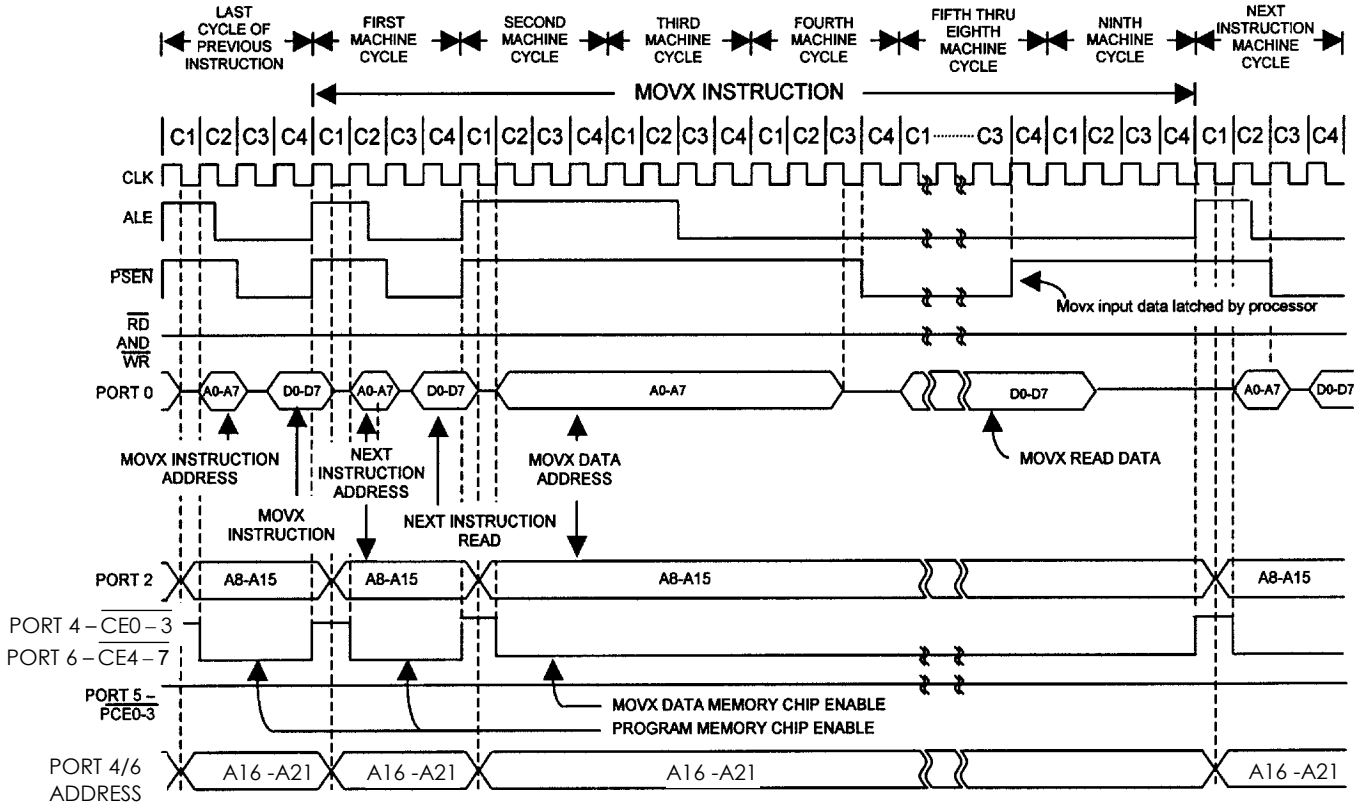 LAST
CYCLE OF
PREVIOUS
INSTRUCTION
FIRST
MACHINE
CYCLE
SECOND
MACHINE
CYCLE
THIRD
MACHINE
CYCLE
FOURTH
MACHINE
CYCLE
FIFTH THRU
EIGHTH
MACHINE
CYCLE
NINTH
MACHINE
CYCLE
NEXT
INSTRUCTION
MACHINE
CYCLE
MOVX INSTRUCTION
C1 C2 C3 C4 C1 C2 C3 C4 C1 C2 C3 C4 C1 C2 C3 C4 C1 C2 C3 C4 C1 ......... C3 C4 C1 C2 C3 C4 C1 C2 C3 C4
CLK
ALE
PSEN
Movx input data latched by processor
RD
AND
WR
PORT 0 A0-A7 D0-D7 A0-A7 D0-D7 A0-A7 D0-D7 A0-A7 D0-D7
MOVX INSTRUCTION
ADDRESS
NEXT
INSTRUCTION
ADDRESS
MOVX DATA
ADDRESS
MOVX READ DATA
MOVX
INSTRUCTION
NEXT INSTRUCTION
READ
PORT 2 A8-A15 A8-A15 A8-A15 A8-A15
PORT 4 – CE0 – 3
PORT 6 – CE4 – 7
PORT 5 –
PCE0-3
MOVX DATA MEMORY CHIP ENABLE
PROGRAM MEMORY CHIP ENABLE
PORT 4/6
ADDRESS
A16 -A21 A16 -A21 A16 -A21 A16 -A21